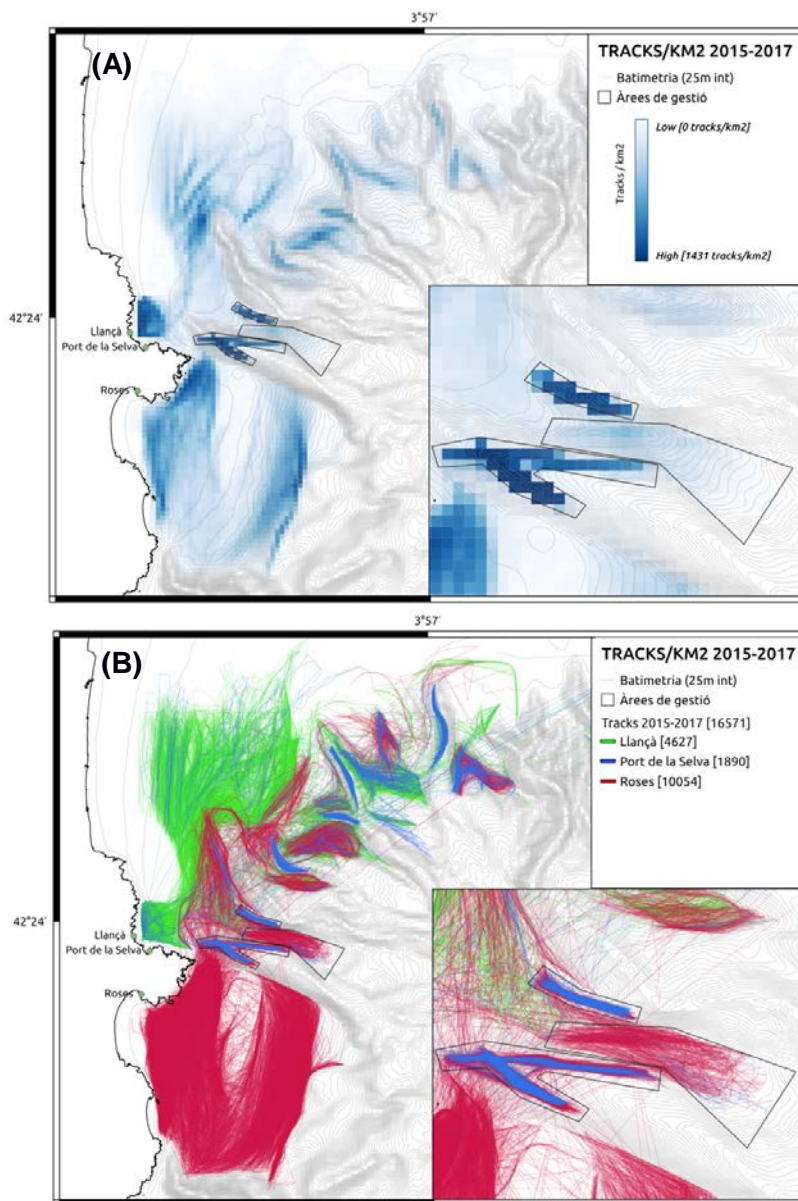 3°57´
(A)
TRACKS/KM2 2015-2017
Batimetria (25m int)
Àrees de gestió
Low [0 tracks/km2]
Tracks / km2
High [1431 tracks/km2]
42°24´
Llançà
Port de la Selva
Roses
3°57´
(B)
TRACKS/KM2 2015-2017
Batimetria (25m int)
Àrees de gestió
Tracks 2015-2017 [16571]
Llançà [4627]
Port de la Selva [1890]
Roses [10054]
42°24´
Llançà
Port de la Selva
Roses